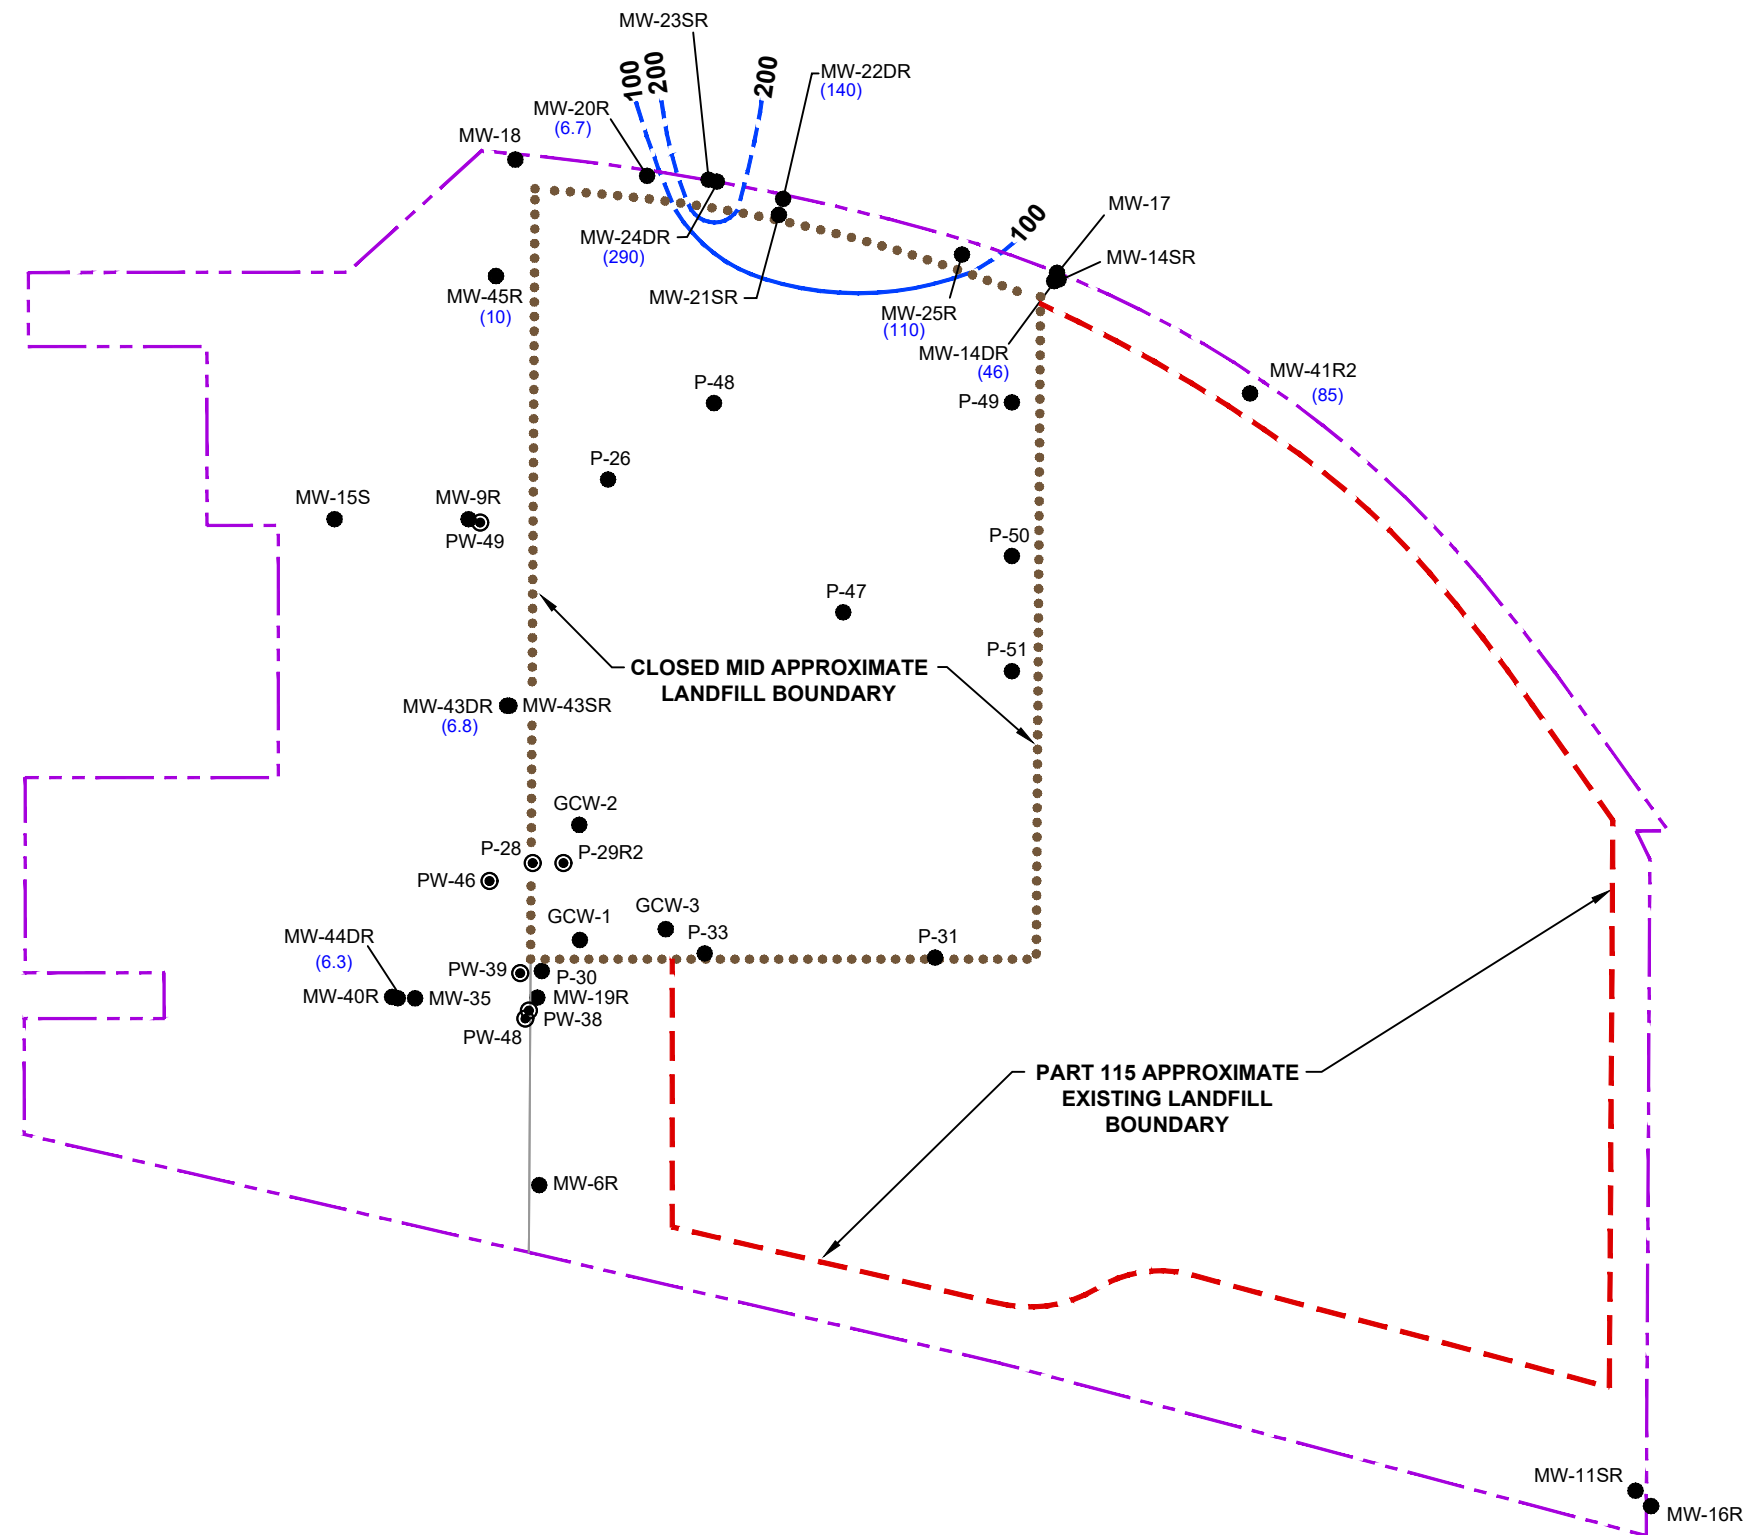 MW-23SR
100
200
200
MW-22DR
(140)
MW-20R
(6.7)
MW-18
MW-17
100
MW-24DR
(290)
MW-14SR
MW-45R
(10)
MW-21SR
MW-25R
(110)
MW-14DR
(46)
MW-41R2
(85)
P-48
P-49
P-26
MW-15S
MW-9R
PW-49
P-50
P-47
P-51
CLOSED MID APPROXIMATE
LANDFILL BOUNDARY
MW-43DR
(6.8)
MW-43SR
GCW-2
P-28
P-29R2
PW-46
GCW-1
GCW-3
P-33
P-31
MW-44DR
(6.3)
PW-39
P-30
MW-40R
MW-35
MW-19R
PW-38
PW-48
PART 115 APPROXIMATE
EXISTING LANDFILL
BOUNDARY
MW-6R
MW-11SR
MW-16R